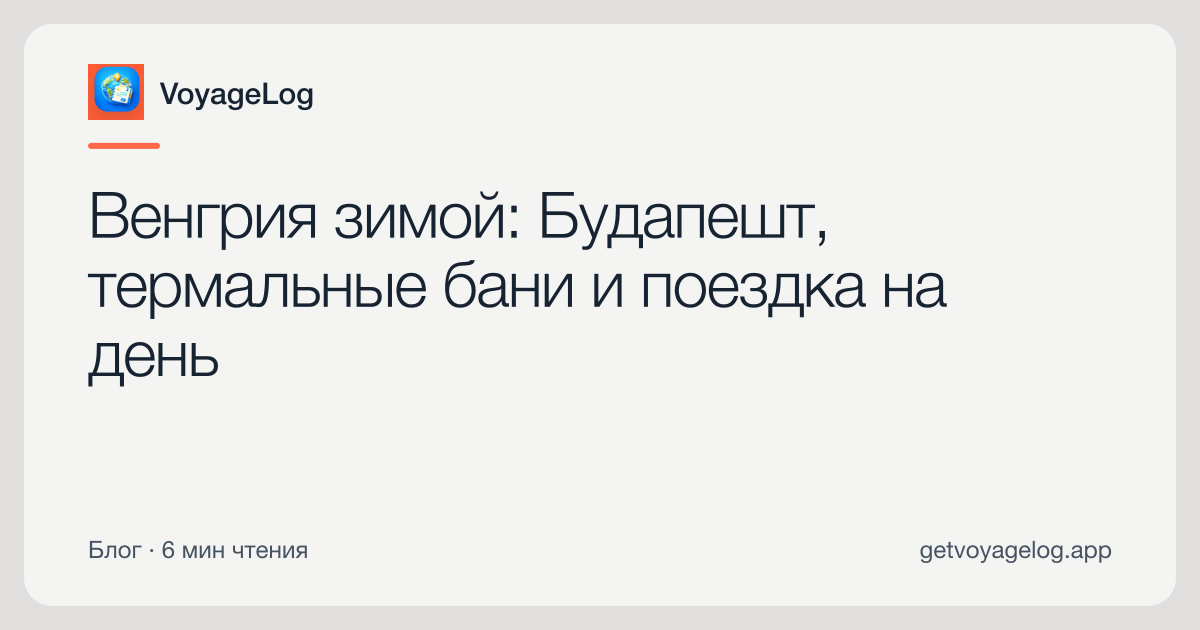 VoyageLog
Венгрия зимой: Будапешт,
термальные бани и поездка на
день
Блог · 6 мин чтения
getvoyagelog.app